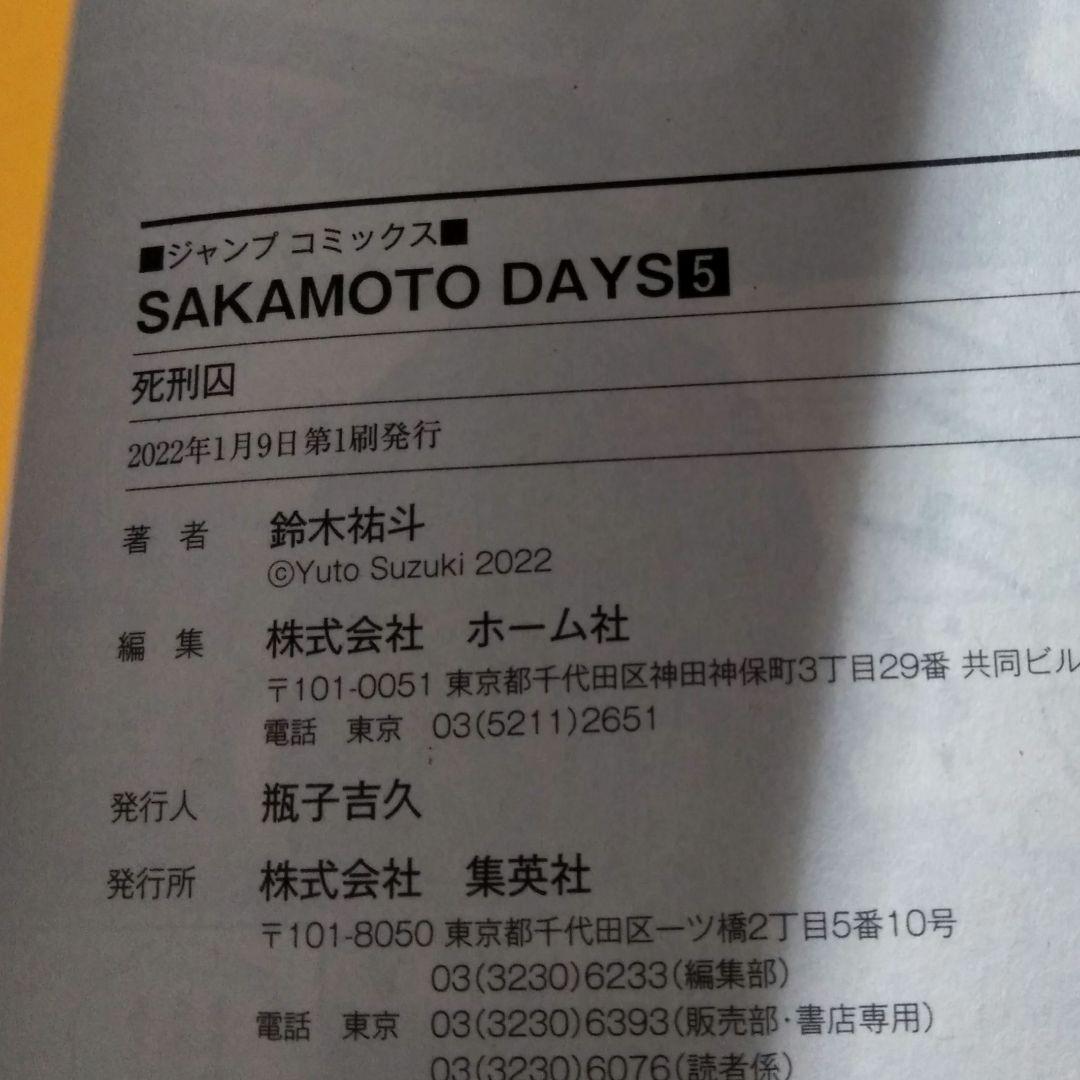 ■ジャンプ コミックス■
SAKAMOTO DAYS5
死刑囚
2022年1月9日 第1刷発行
著 者 鈴木祐斗
©Yuto Suzuki 2022
編 集 株式会社 ホーム社
〒101-0051 東京都千代田区神田神保町3丁目29番 共同ビル
電話 東京 03(5211)2651
発行人 瓶子吉久
発行所 株式会社 集英社
〒101-8050 東京都千代田区一ツ橋2丁目5番10号
03(3230)6233(編集部)
電話 東京 03(3230)6393(販売部・書店専用)
03(3230)6076(読者係)